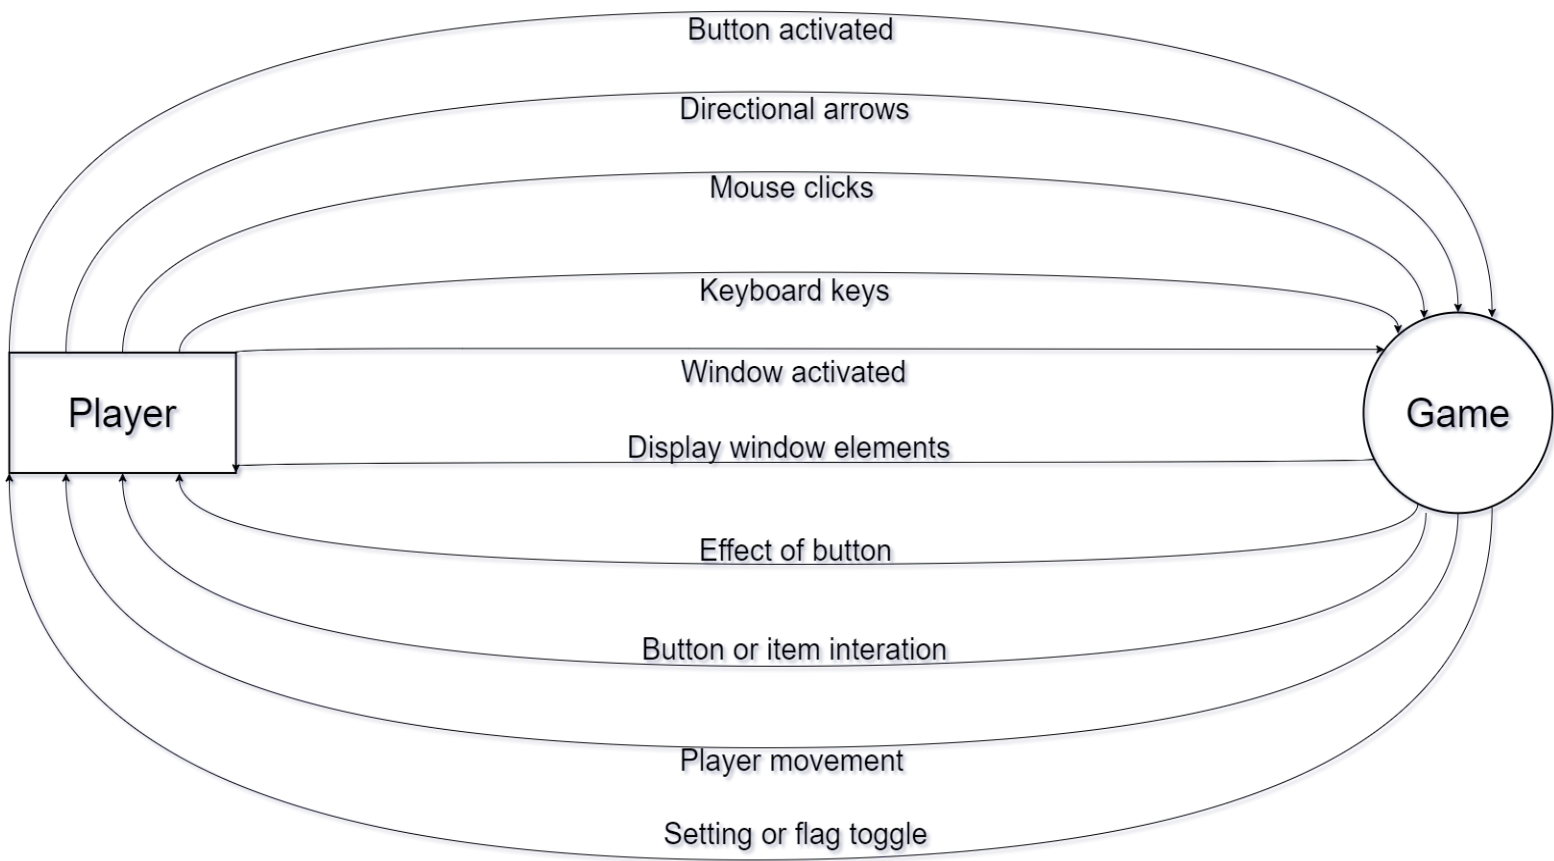 Button activated
Directional arrows
Mouse clicks
Keyboard keys
Window activated
Player
Game
Display window elements
Effect of button
Button or item interation
Player movement
Setting or flag toggle